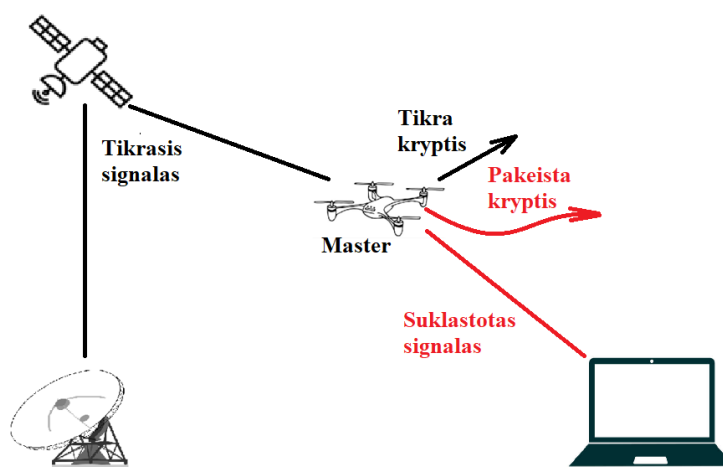 Tikrasis
signalas
Tikra
kryptis
Pakeista
kryptis
Master
Suklastotas
signalas